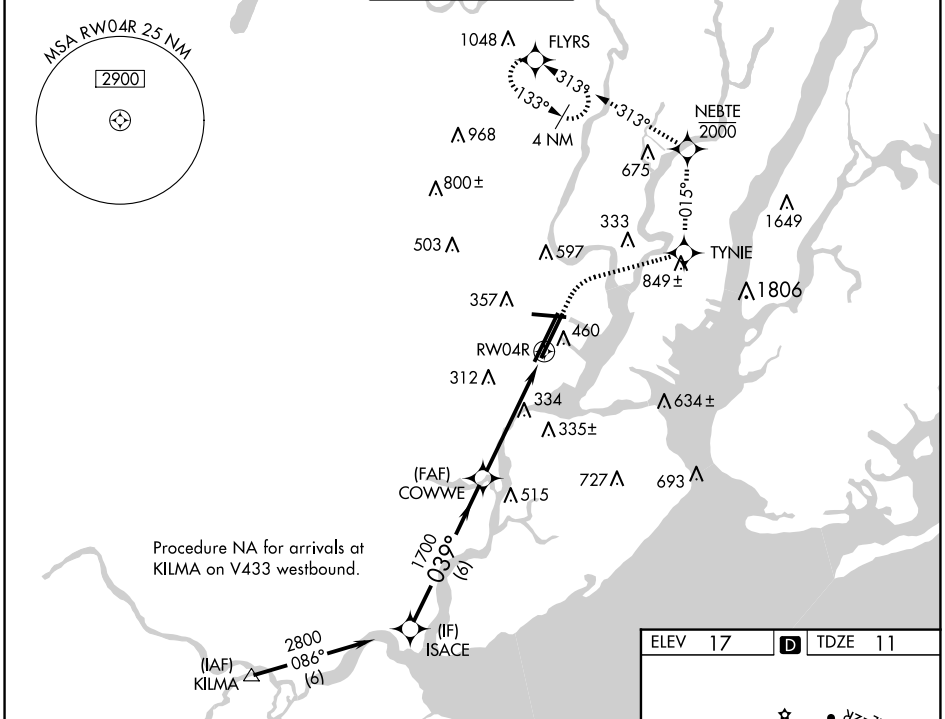 MSA RW04R 25 NM
2900
1048
FLYRS
313°
133°
4 NM
313°
NEBTE
2000
968
675
800±
015°
1649
503
597
333
TYNIE
849±
1806
357
460
RW04R
312
334
634±
335±
(FAF)
COWWE
515
727
693
Procedure NA for arrivals at
KILMA on V433 westbound.
1700
039°
(6)
(IF)
ISACE
2800
086°
(6)
(IAF)
KILMA
ELEV 17
D
TDZE 11